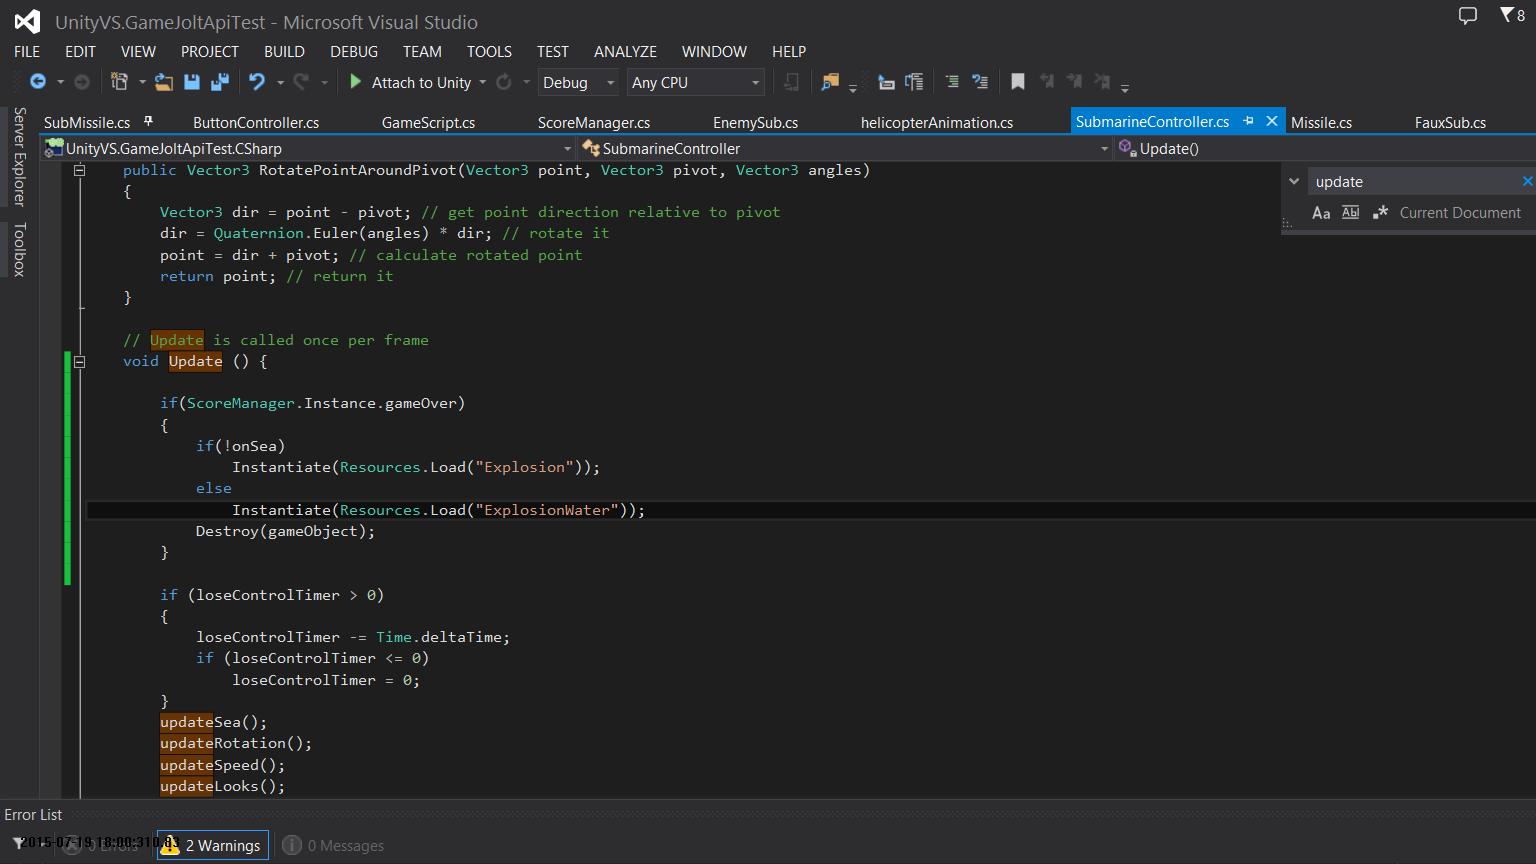 UnityVS.GameJoltApiTest - Microsoft Visual Studio
8
FILE EDIT VIEW PROJECT BUILD DEBUG TEAM TOOLS TEST ANALYZE WINDOW HELP
Attach to Unity Debug Any CPU
Server Explorer
Toolbox
SubMissile.cs ButtonController.cs GameScript.cs ScoreManager.cs EnemySub.cs helicopterAnimation.cs SubmarineController.cs Missile.cs FauxSub.cs
UnityVS.GameJoltApiTest.CSharp SubmarineController Update()
update
Aa Abl .* Current Document
public Vector3 RotatePointAroundPivot(Vector3 point, Vector3 pivot, Vector3 angles)
{
Vector3 dir = point - pivot; // get point direction relative to pivot
dir = Quaternion.Euler(angles) * dir; // rotate it
point = dir + pivot; // calculate rotated point
return point; // return it
}
// Update is called once per frame
void Update () {
if(ScoreManager.Instance.gameOver)
{
if(!onSea)
Instantiate(Resources.Load("Explosion"));
else
Instantiate(Resources.Load("ExplosionWater"));
Destroy(gameObject);
}
if (loseControlTimer > 0)
{
loseControlTimer -= Time.deltaTime;
if (loseControlTimer <= 0)
loseControlTimer = 0;
}
updateSea();
updateRotation();
updateSpeed();
updateLooks();
Error List
0 Errors 2 Warnings 0 Messages